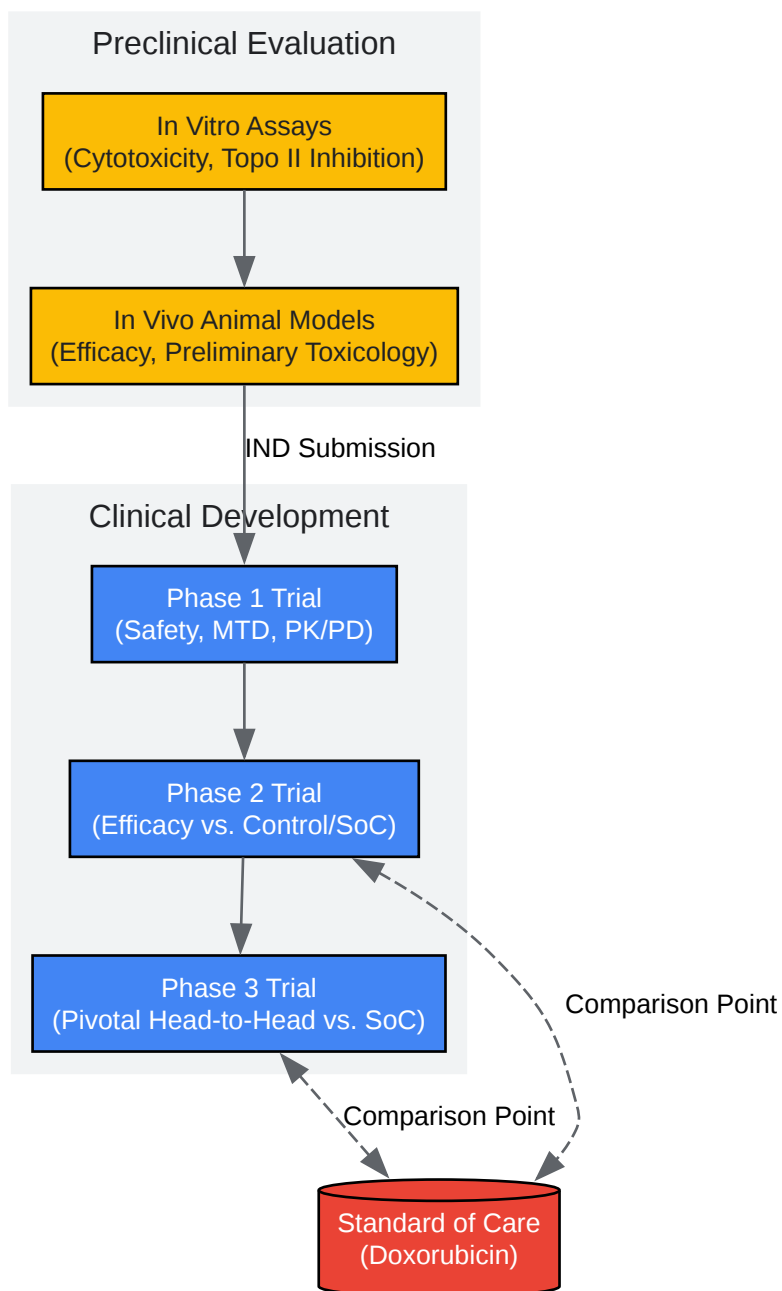 Preclinical Evaluation
In Vitro Assays
(Cytotoxicity, Topo II Inhibition)
In Vivo Animal Models
(Efficacy, Preliminary Toxicology)
IND Submission
Clinical Development
Phase 1 Trial
(Safety, MTD, PK/PD)
Phase 2 Trial
(Efficacy vs. Control/SoC)
Phase 3 Trial
(Pivotal Head-to-Head vs. SoC)
Comparison Point
Comparison Point
Standard of Care
(Doxorubicin)